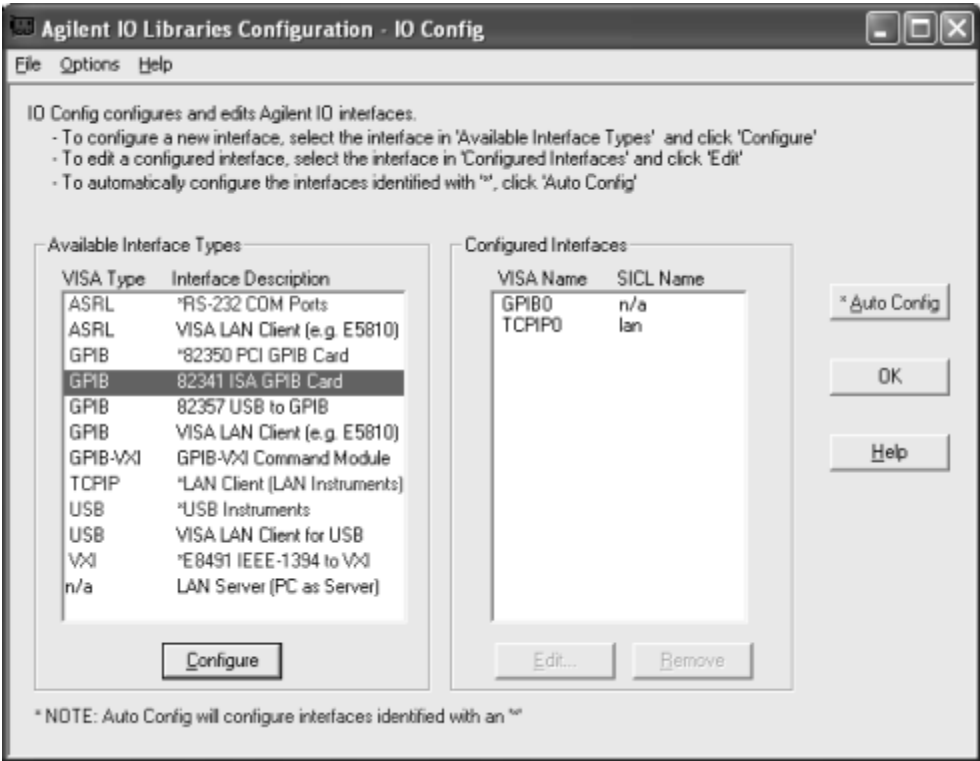 Agilent IO Libraries Configuration - IO Config
File Options Help
IO Config configures and edits Agilent IO interfaces.
- To configure a new interface, select the interface in 'Available Interface Types' and click 'Configure'
- To edit a configured interface, select the interface in 'Configured Interfaces' and click 'Edit'
- To automatically configure the interfaces identified with '*', click 'Auto Config'
Available Interface Types
VISA Type Interface Description
ASRL *RS-232 COM Ports
ASRL VISA LAN Client (e.g. E5810)
GPIB *82350 PCI GPIB Card
GPIB 82341 ISA GPIB Card
GPIB 82357 USB to GPIB
GPIB VISA LAN Client (e.g. E5810)
GPIB-VXI GPIB-VXI Command Module
TCPIP *LAN Client (LAN Instruments)
USB *USB Instruments
USB VISA LAN Client for USB
VXI *E8491 IEEE-1394 to VXI
n/a LAN Server (PC as Server)
Configure
Configured Interfaces
VISA Name SICL Name
GPIB0 n/a
TCPIP0 lan
Edit... Remove
* Auto Config
OK
Help
* NOTE: Auto Config will configure interfaces identified with an '*'